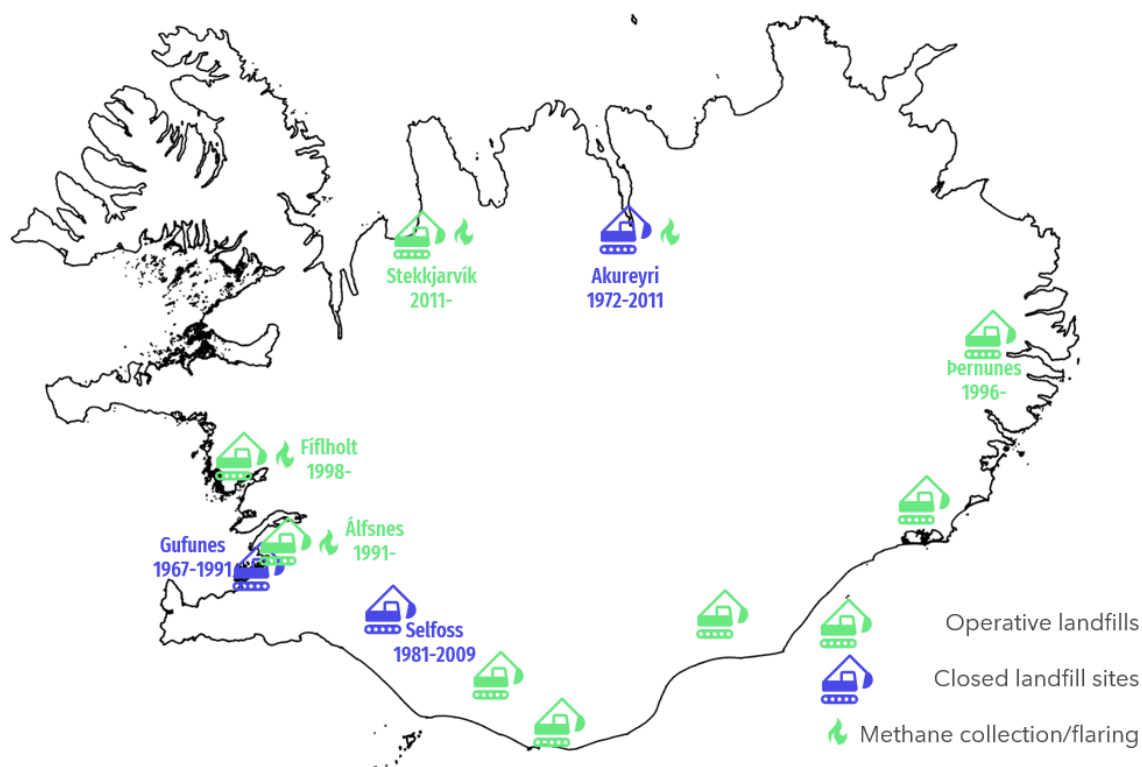 Stekkjarvík
2011-
Akureyri
1972-2011
Þernunes
1996-
Fíflholt
1998-
Álfsnes
1991-
Gufunes
1967-1991
Selfoss
1981-2009
Operative landfills
Closed landfill sites
Methane collection/flaring